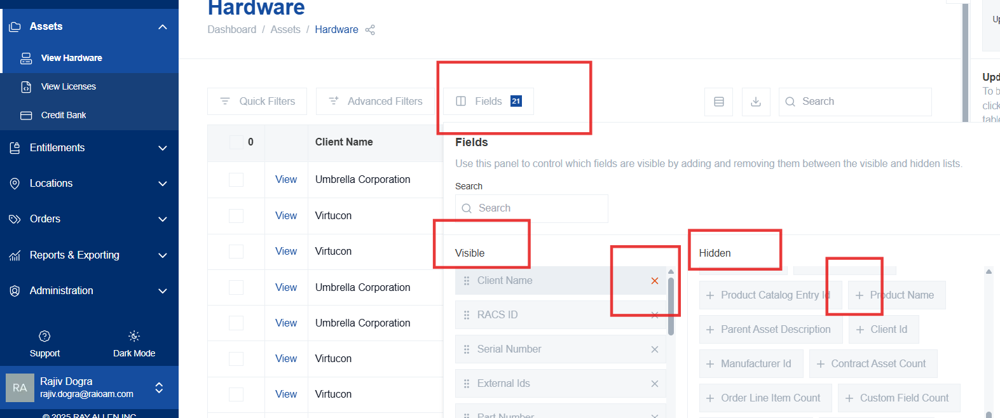 Hardware
Dashboard / Assets / Hardware
Assets
View Hardware
View Licenses
Credit Bank
Entitlements
Locations
Orders
Reports & Exporting
Administration
Support
Dark Mode
RA
Rajiv Dogra
rajiv.dogra@raioam.com
© 2025 RAY ALLEN INC
Quick Filters
Advanced Filters
Fields 21
Search
0 Client Name
View Umbrella Corporation
View Virtucon
View Virtucon
View Umbrella Corporation
View Umbrella Corporation
View Virtucon
View Virtucon
Fields
Use this panel to control which fields are visible by adding and removing them between the visible and hidden lists.
Search
Search
Visible
Client Name
RACS ID
Serial Number
External Ids
Part Number
Hidden
+ Product Catalog Entry Id
+ Product Name
+ Parent Asset Description
+ Client Id
+ Manufacturer Id
+ Contract Asset Count
+ Order Line Item Count
+ Custom Field Count
Up
Upd
To b
click
table